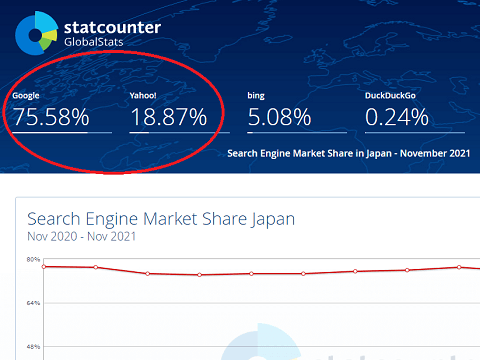 statcounter
GlobalStats
Google Yahoo! bing DuckDuckGo
75.58% 18.87% 5.08% 0.24%
Search Engine Market Share in Japan - November 2021
Search Engine Market Share Japan
Nov 2020 - Nov 2021
80%
64%
48%